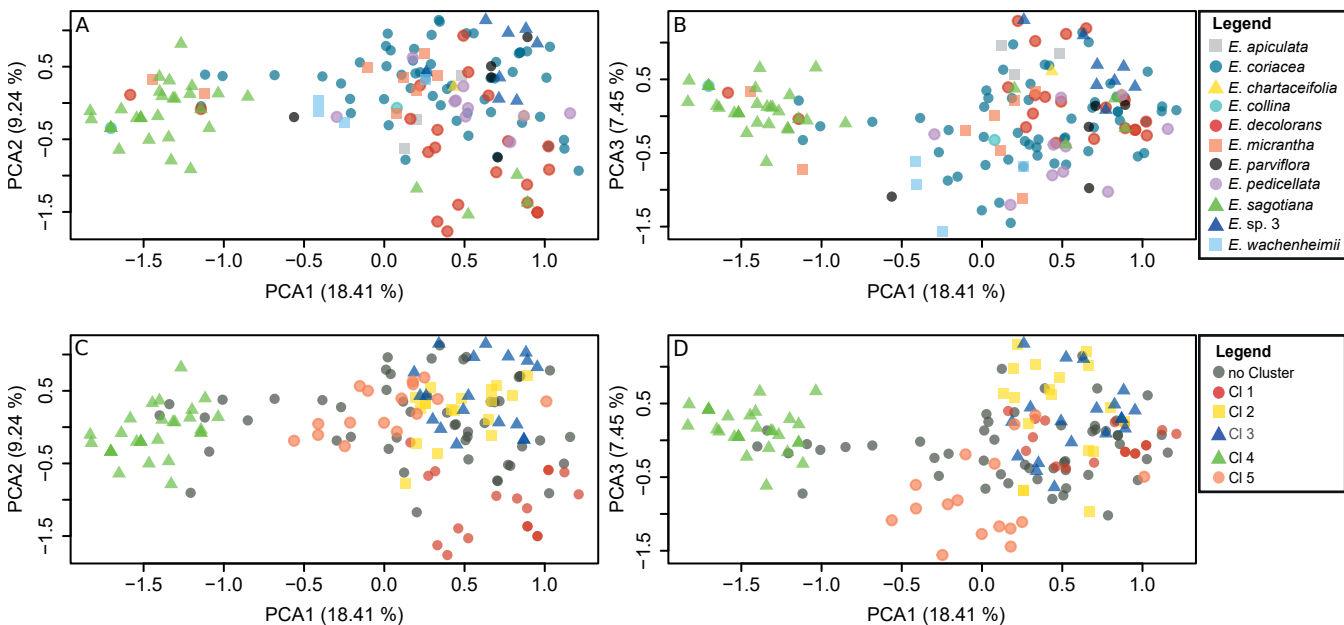 A
PCA2 (9.24 %)
0.5
−0.5
−1.5
−1.5 −1.0 −0.5 0.0 0.5 1.0
PCA1 (18.41 %)
B
PCA3 (7.45 %)
0.5
−0.5
−1.5
−1.5 −1.0 −0.5 0.0 0.5 1.0
PCA1 (18.41 %)
Legend
E. apiculata
E. coriacea
E. chartaceifolia
E. collina
E. decolorans
E. micrantha
E. parviflora
E. pedicellata
E. sagotiana
E. sp. 3
E. wachenheimii
C
PCA2 (9.24 %)
0.5
−0.5
−1.5
−1.5 −1.0 −0.5 0.0 0.5 1.0
PCA1 (18.41 %)
D
PCA3 (7.45 %)
0.5
−0.5
−1.5
−1.5 −1.0 −0.5 0.0 0.5 1.0
PCA1 (18.41 %)
Legend
no Cluster
Cl 1
Cl 2
Cl 3
Cl 4
Cl 5